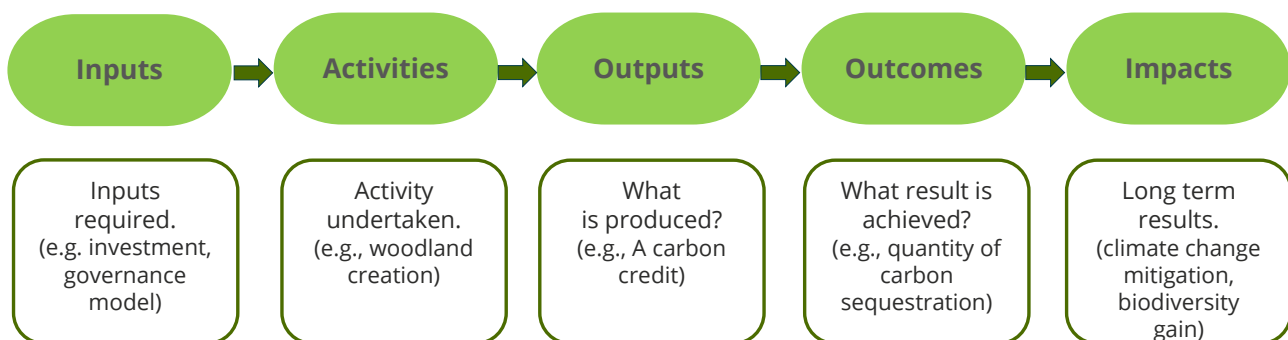 Inputs
Activities
Outputs
Outcomes
Impacts
Inputs
required.
(e.g. investment,
governance
model)
Activity
undertaken.
(e.g., woodland
creation)
What
is produced?
(e.g., A carbon
credit)
What result is
achieved?
(e.g., quantity of
carbon
sequestration)
Long term
results.
(climate change
mitigation,
biodiversity
gain)